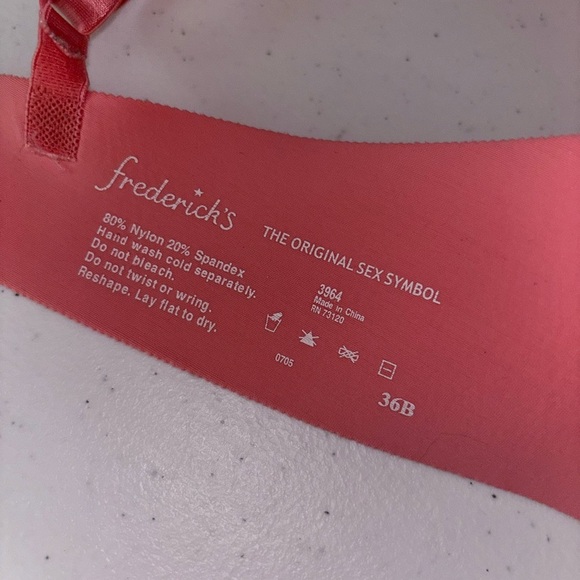 frederick's
THE ORIGINAL SEX SYMBOL
80% Nylon 20% Spandex
Hand wash cold separately.
Do not bleach.
Do not twist or wring.
Reshape. Lay flat to dry.
3964
Made in China
RN 73120
0705
36B